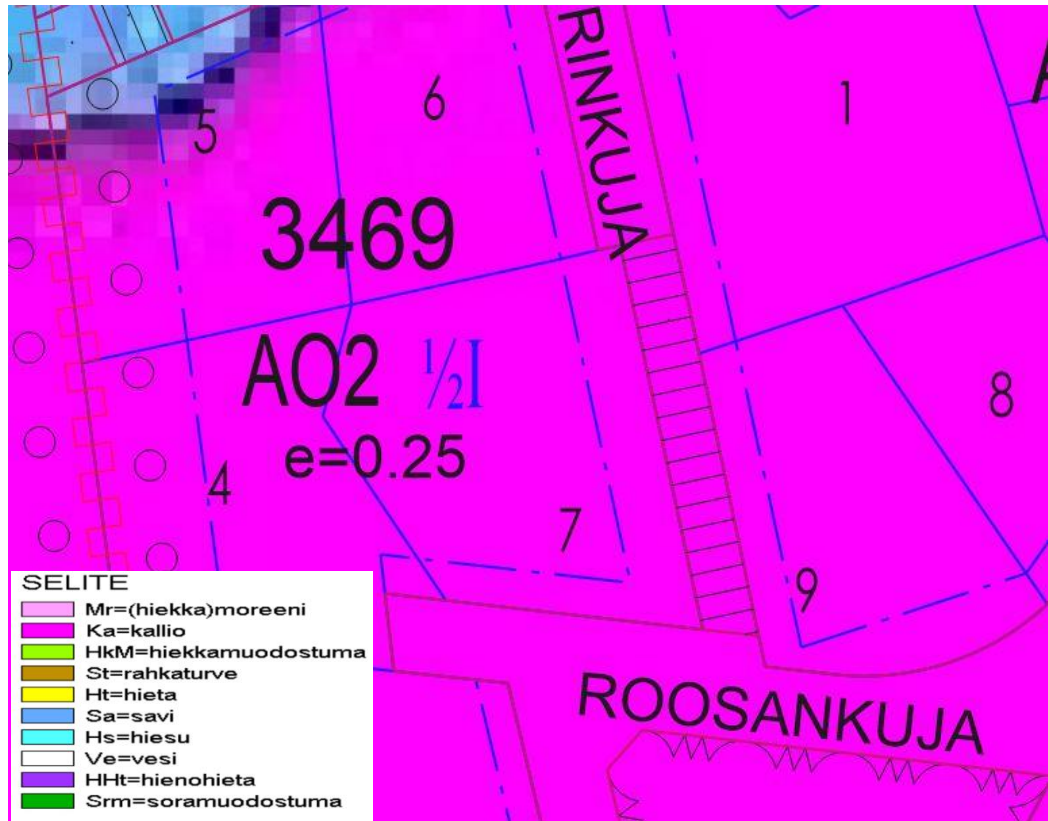 RINKUJA
6
5
1
3469
AO2 ½I
8
e=0.25
4
7
9
ROOSANKUJA
SELITE
Mr=(hiekka)moreeni
Ka=kallio
HkM=hiekkamuodostuma
St=rahkaturve
Ht=hieta
Sa=savi
Hs=hiesu
Ve=vesi
HHt=hienohieta
Srm=soramuodostuma